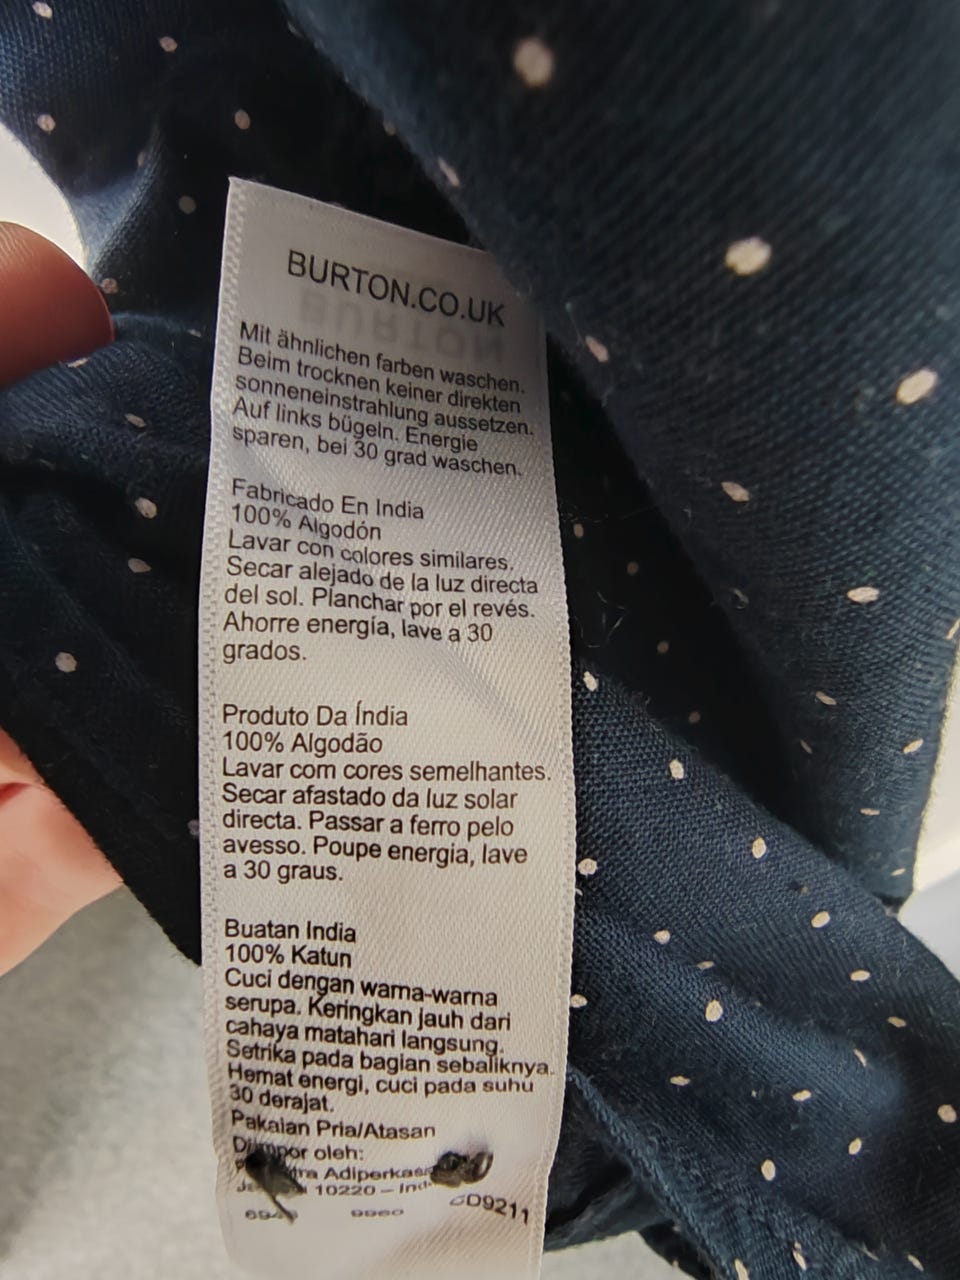 BURTON.CO.UK
BURTON
Mit ähnlichen farben waschen.
Beim trocknen keiner direkten
sonneneinstrahlung aussetzen.
Auf links bügeln. Energie
sparen, bei 30 grad waschen.
Fabricado En India
100% Algodón
Lavar con colores similares.
Secar alejado de la luz directa
del sol. Planchar por el revés.
Ahorre energía, lave a 30
grados.
Produto Da Índia
100% Algodão
Lavar com cores semelhantes.
Secar afastado da luz solar
directa. Passar a ferro pelo
avesso. Poupe energia, lave
a 30 graus.
Buatan India
100% Katun
Cuci dengan warna-warna
serupa. Keringkan jauh dari
cahaya matahari langsung.
Setrika pada bagian sebaliknya.
Hemat energi, cuci pada suhu
30 derajat.
Pakaian Pria/Atasan
oleh:
10220 –